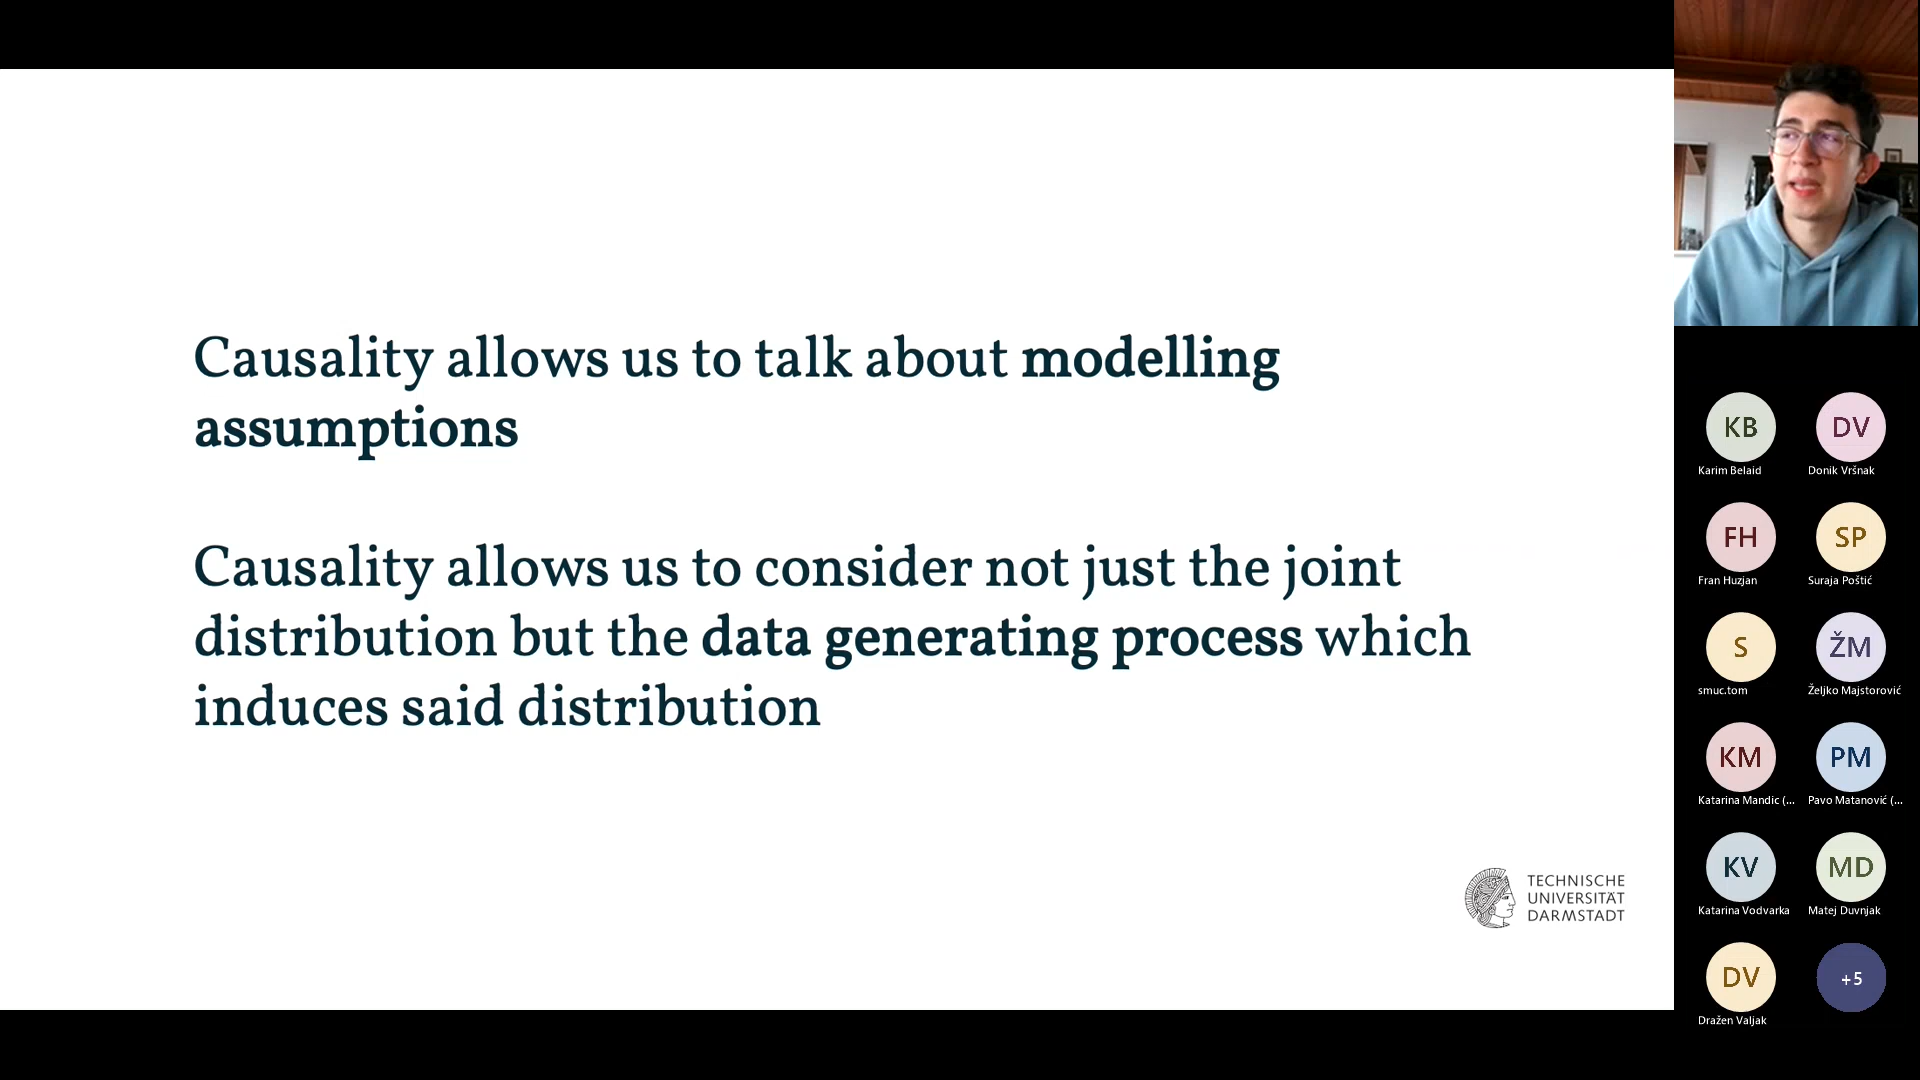 Causality allows us to talk about modelling
assumptions
Causality allows us to consider not just the joint
distribution but the data generating process which
induces said distribution
TECHNISCHE
UNIVERSITÄT
DARMSTADT
KB
Karim Belaid
DV
Donik Vršnak
FH
Fran Huzjan
SP
Suraja Poštić
S
smuc.tom
ŽM
Željko Majstorović
KM
Katarina Mandic (...
PM
Pavo Matanović (...
KV
Katarina Vodvarka
MD
Matej Duvnjak
DV
Dražen Valjak
+5